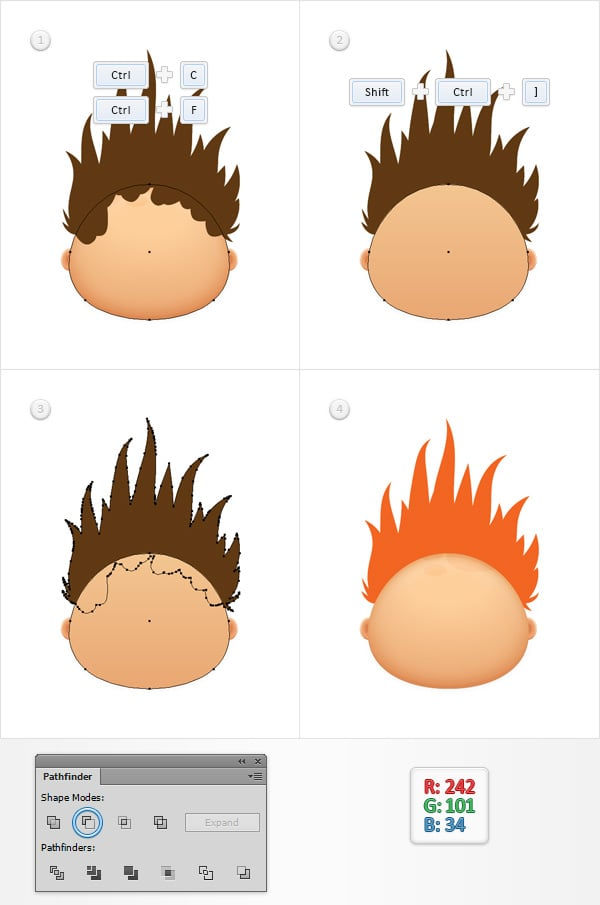 1
Ctrl + C
Ctrl + F
2
Shift + Ctrl + ]
3
4
Pathfinder
Shape Modes:
Expand
Pathfinders:
R: 242
G: 101
B: 34